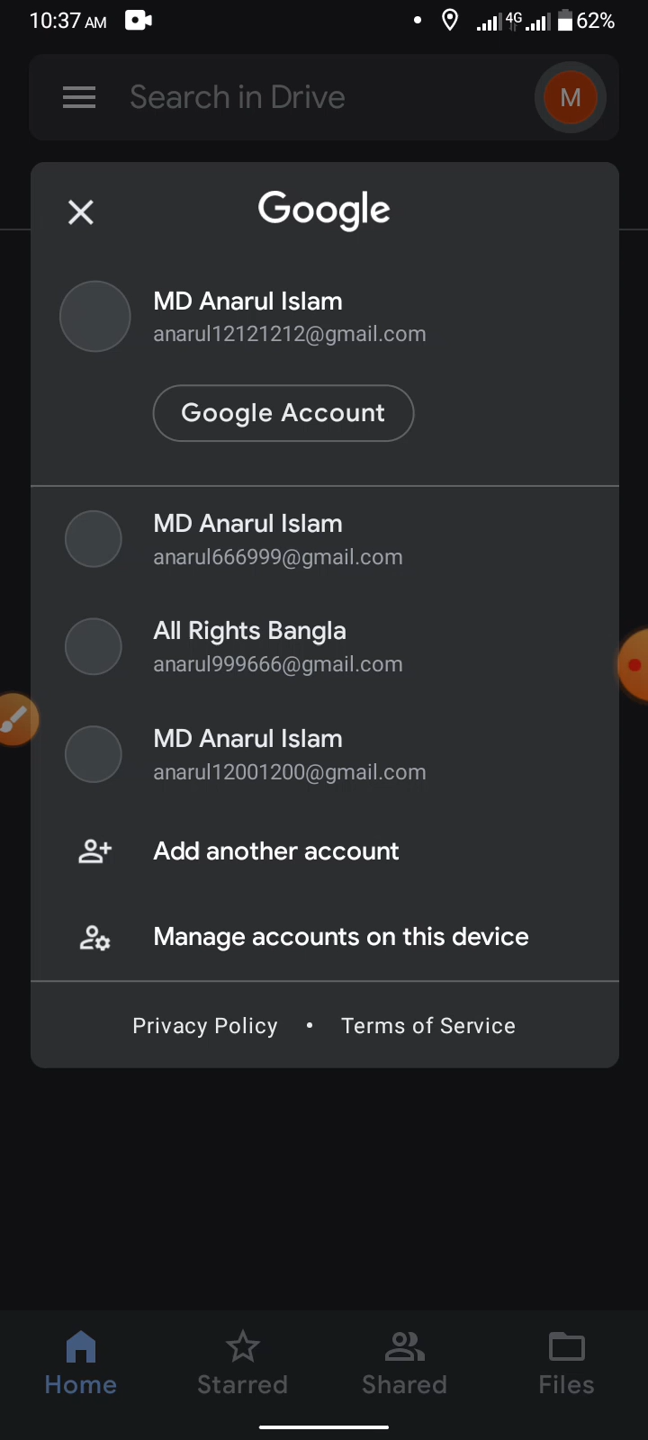 10:37 AM
4G
62%
Search in Drive
M
Google
MD Anarul Islam
anarul12121212@gmail.com
Google Account
MD Anarul Islam
anarul666999@gmail.com
All Rights Bangla
anarul999666@gmail.com
MD Anarul Islam
anarul12001200@gmail.com
Add another account
Manage accounts on this device
Privacy Policy • Terms of Service
Home Starred Shared Files